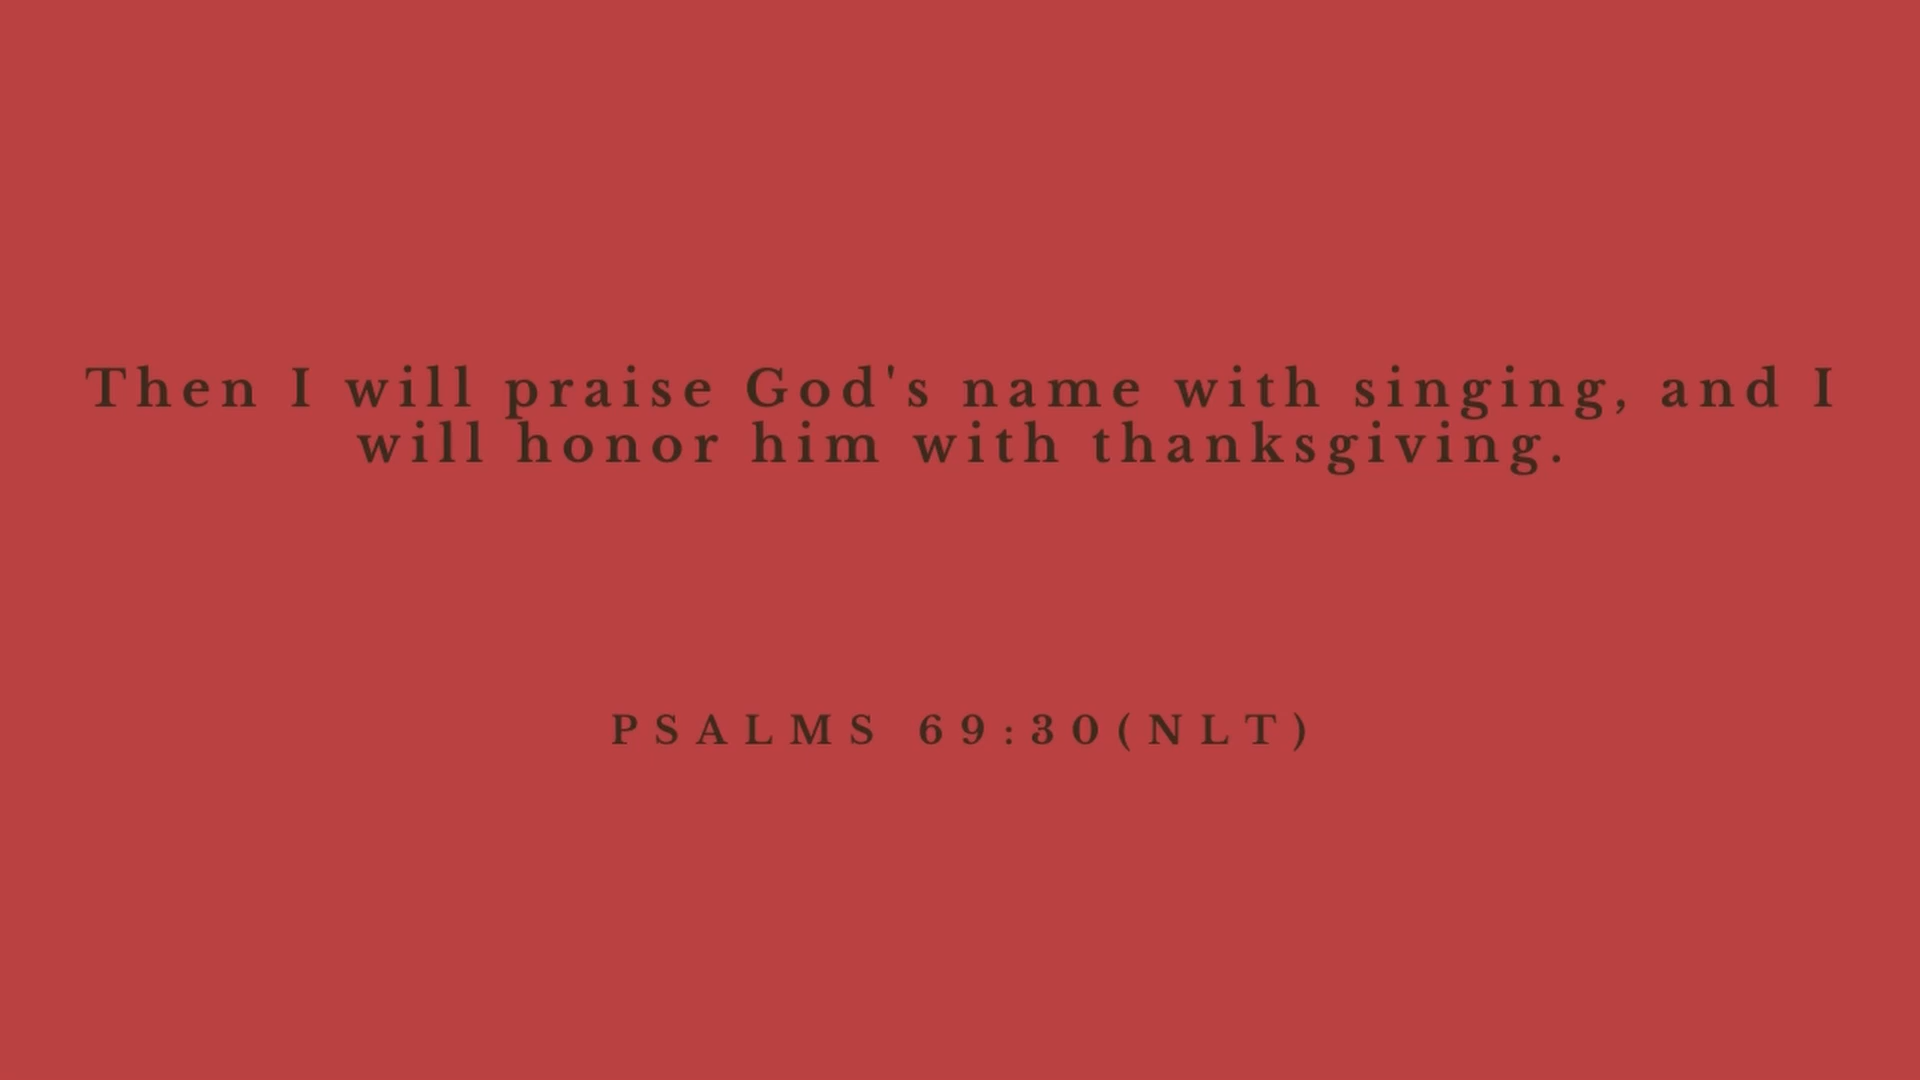 Then I will praise God's name with singing, and I
will honor him with thanksgiving.
PSALMS 69:30(NLT)